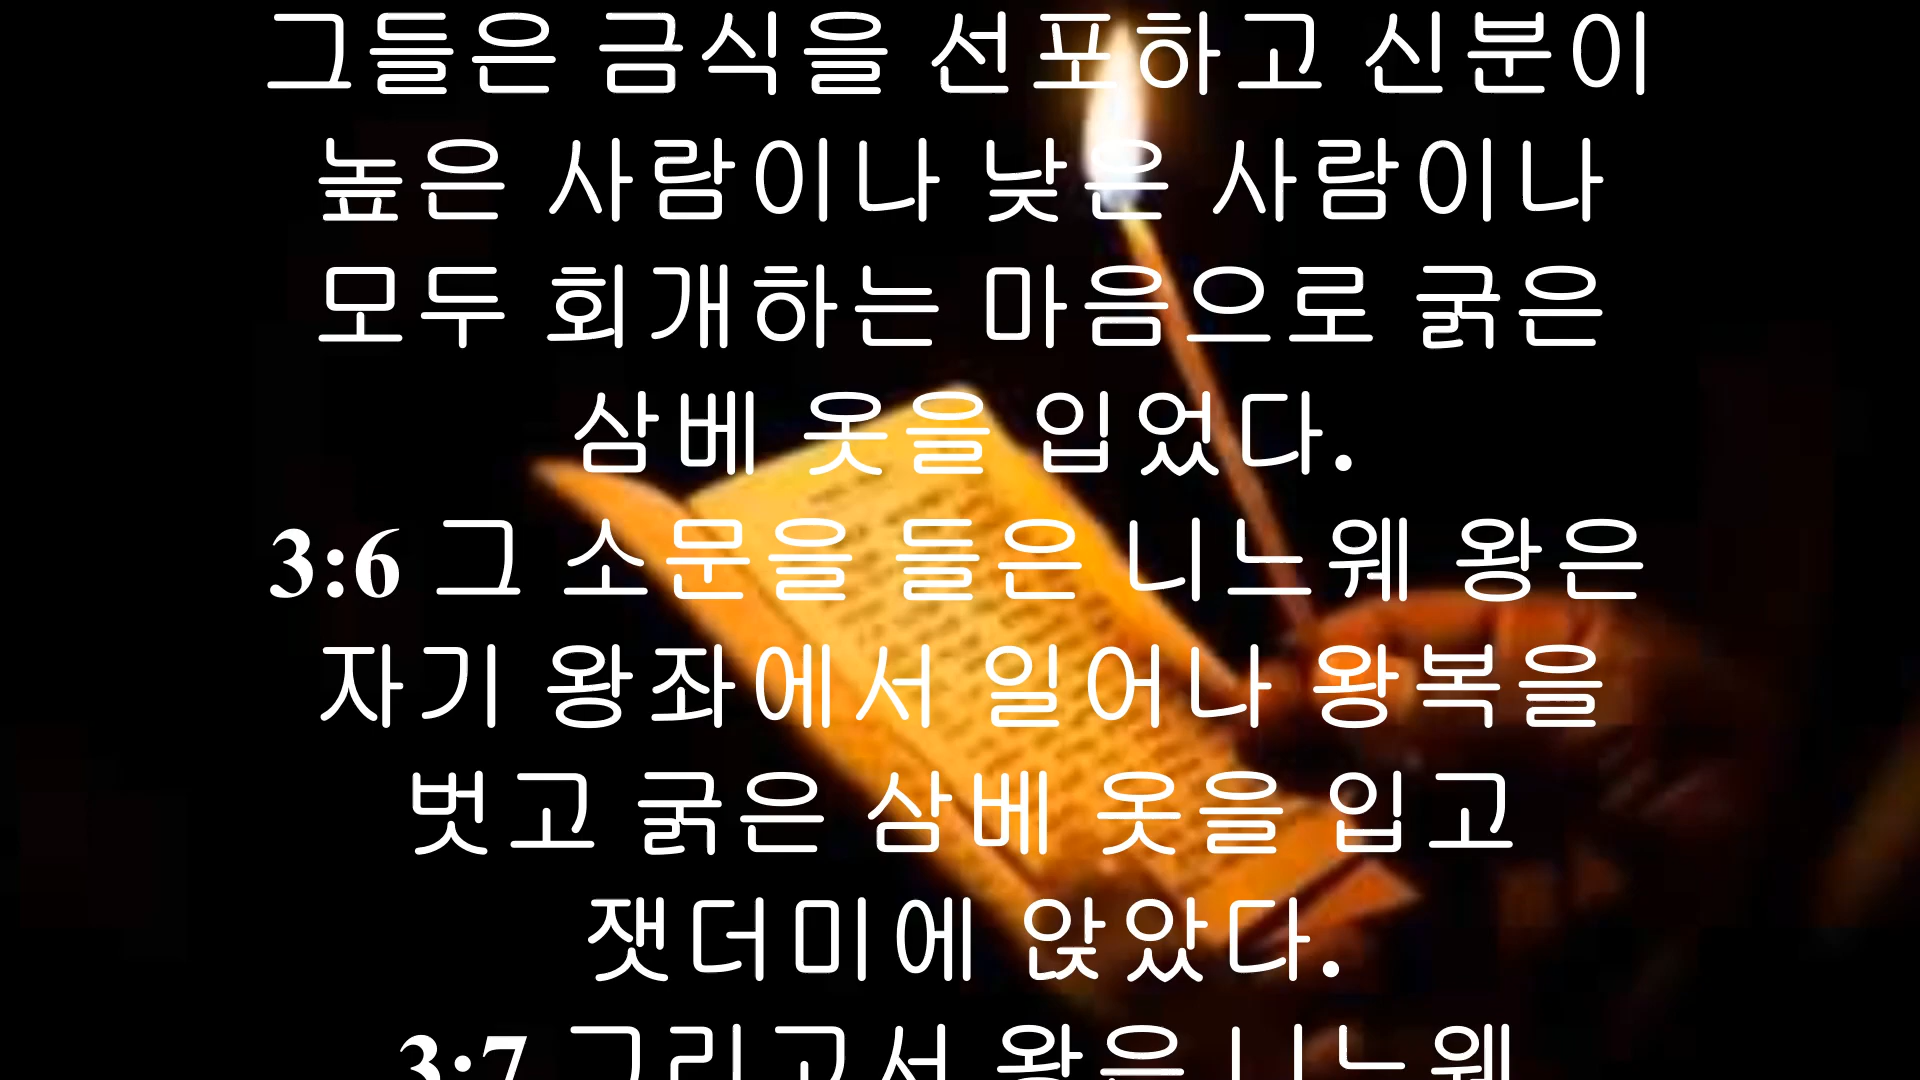 그들은 금식을 선포하고 신분이
높은 사람이나 낮은 사람이나
모두 회개하는 마음으로 굵은
삼베 옷을 입었다.
3:6 그 소문을 들은 니느웨 왕은
자기 왕좌에서 일어나 왕복을
벗고 굵은 삼베 옷을 입고
잿더미에 앉았다.
3:7 그리고서 왕은 니느웨